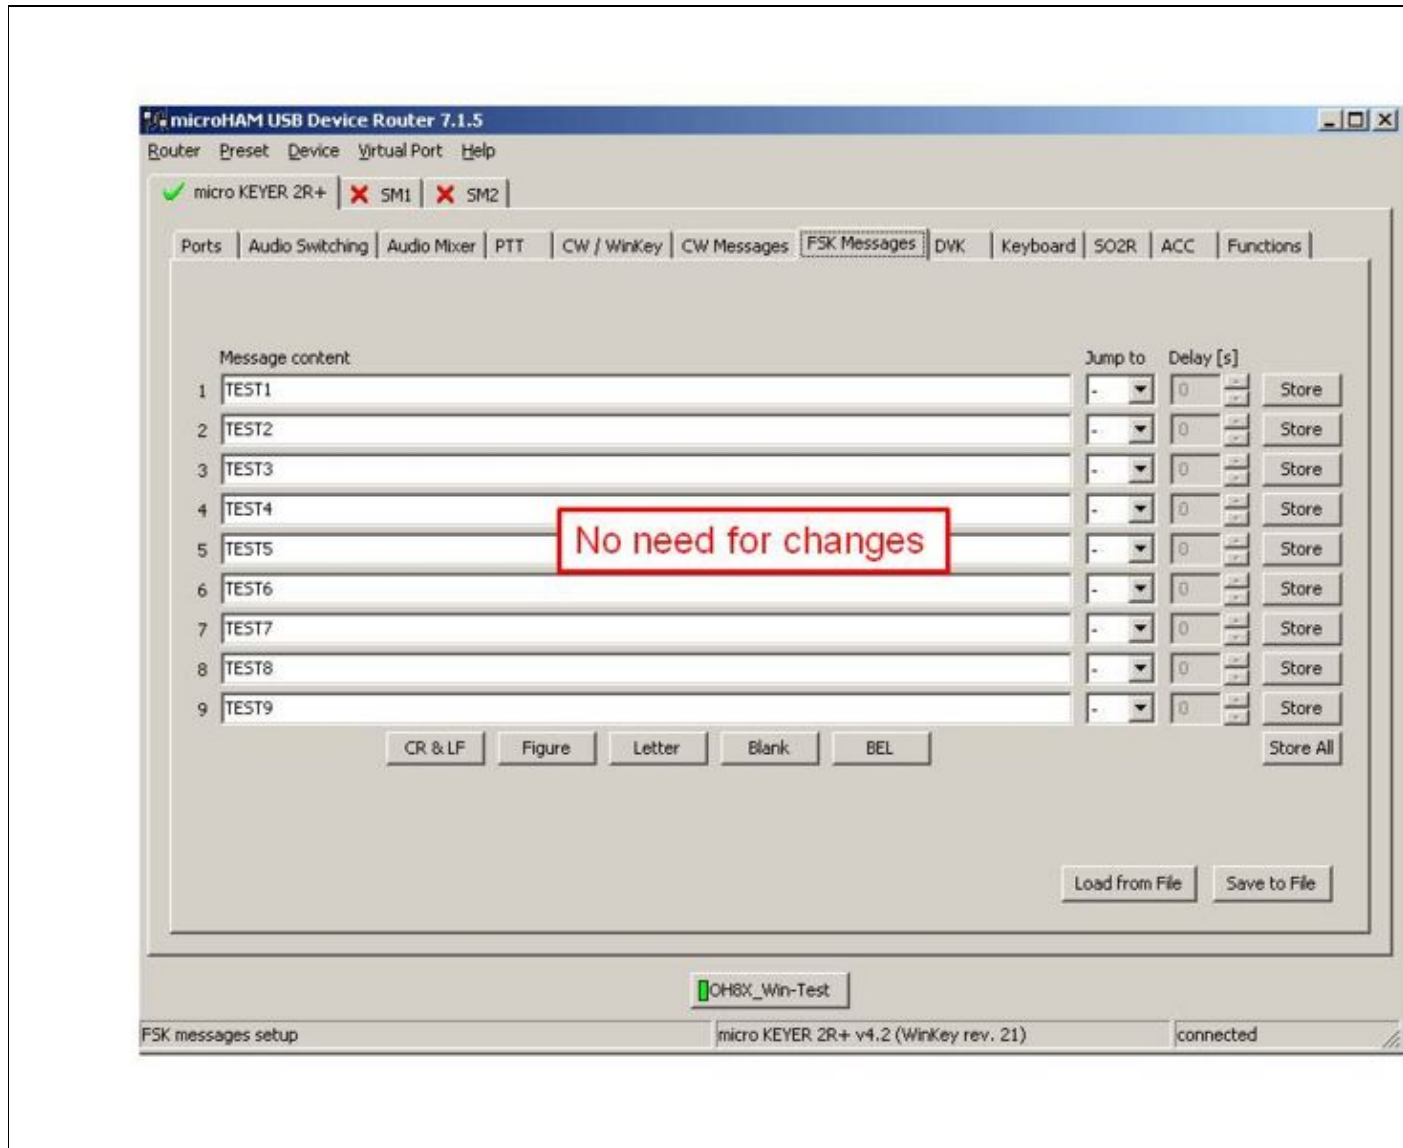 microHAM USB Device Router 7.1.5
Router Preset Device Virtual Port Help
micro KEYER 2R+ SM1 SM2
Ports Audio Switching Audio Mixer PTT CW / WinKey CW Messages FSK Messages DVK Keyboard SO2R ACC Functions
Message content Jump to Delay [s]
1 TEST1 - 0 Store
2 TEST2 - 0 Store
3 TEST3 - 0 Store
4 TEST4 - 0 Store
No need for changes
5 TEST5 - 0 Store
6 TEST6 - 0 Store
7 TEST7 - 0 Store
8 TEST8 - 0 Store
9 TEST9 - 0 Store
CR & LF Figure Letter Blank BEL Store All
Load from File Save to File
OH8X_Win-Test
FSK messages setup micro KEYER 2R+ v4.2 (WinKey rev. 21) connected